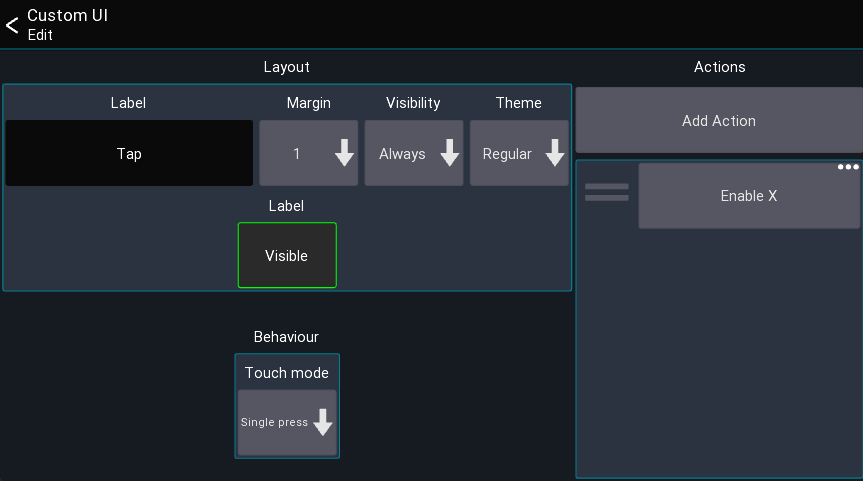 Custom UI
Edit
Layout
Actions
Label
Margin
Visibility
Theme
Add Action
Tap
1
Always
Regular
Enable X
Label
Visible
Behaviour
Touch mode
Single press